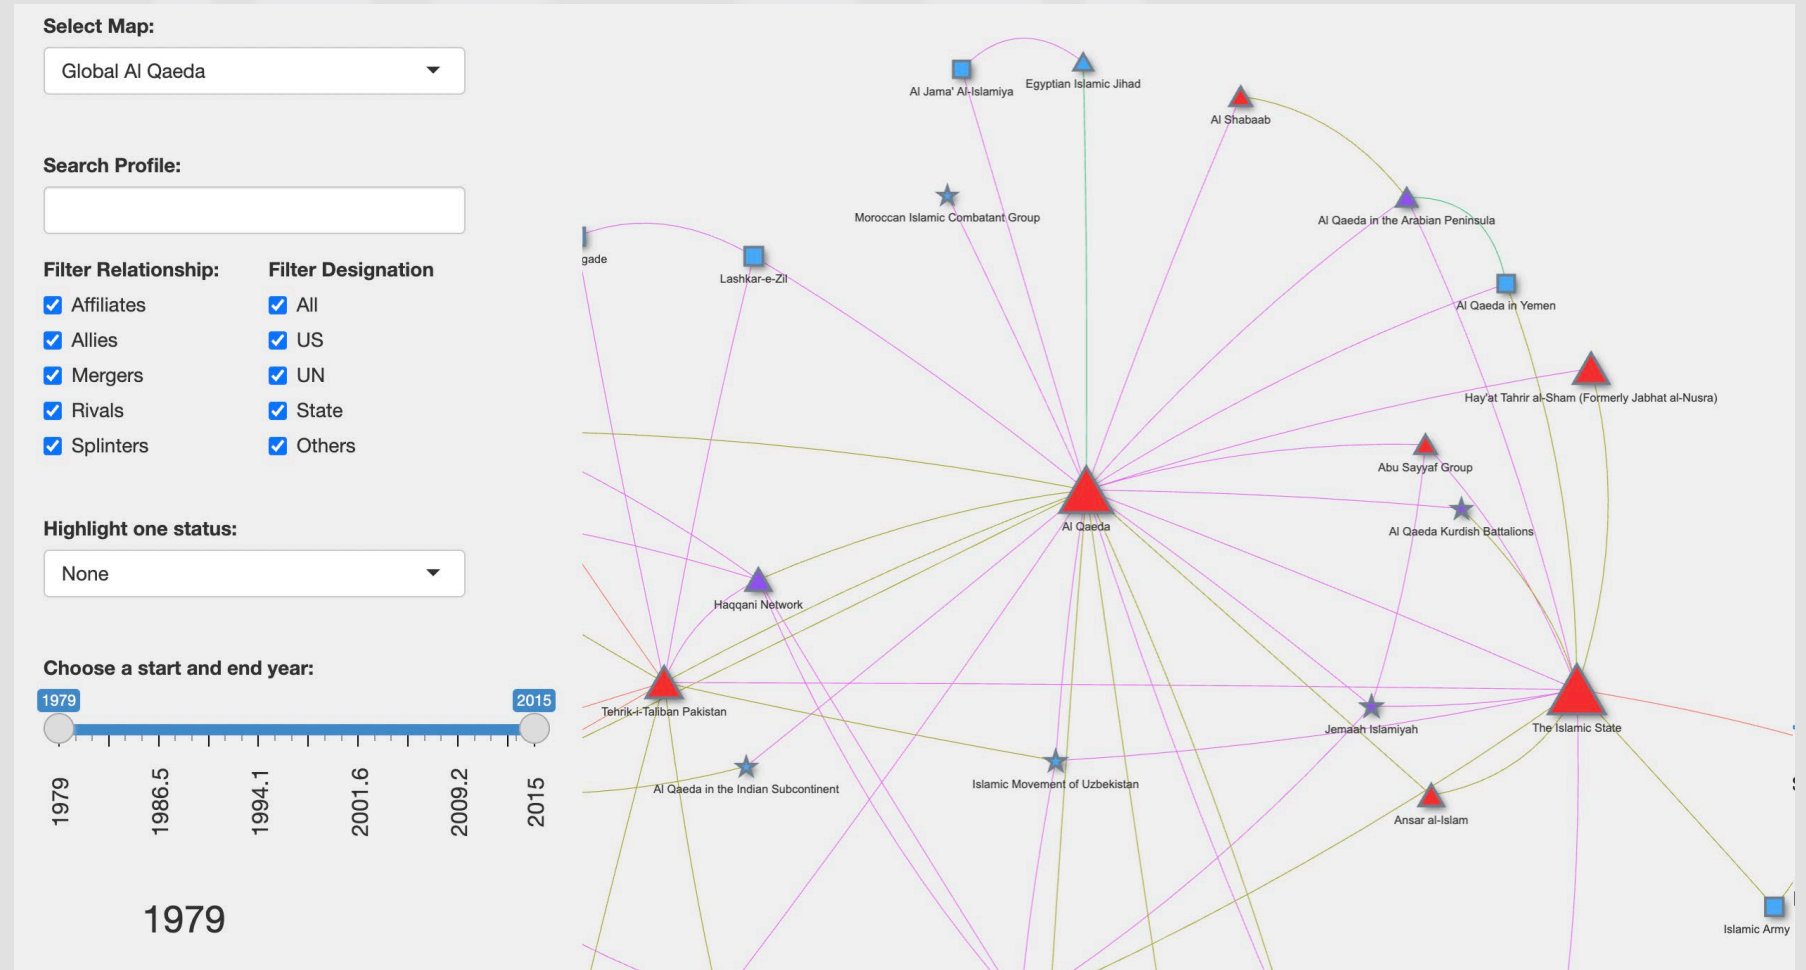 Select Map:
Global Al Qaeda
Search Profile:
Filter Relationship:
Filter Designation
Affiliates
All
Allies
US
Mergers
UN
Rivals
State
Splinters
Others
Highlight one status:
None
Choose a start and end year:
1979
2015
1979
1986.5
1994.1
2001.6
2009.2
2015
1979
Al Jama' Al-Islamiya
Egyptian Islamic Jihad
Al Shabaab
Moroccan Islamic Combatant Group
Al Qaeda in the Arabian Peninsula
gade
Lashkar-e-Zil
Al Qaeda in Yemen
Hay'at Tahrir al-Sham (Formerly Jabhat al-Nusra)
Abu Sayyaf Group
Al Qaeda
Al Qaeda Kurdish Battalions
Haqqani Network
Tehrik-i-Taliban Pakistan
Jemaah Islamiyah
The Islamic State
Al Qaeda in the Indian Subcontinent
Islamic Movement of Uzbekistan
Ansar al-Islam
Islamic Army